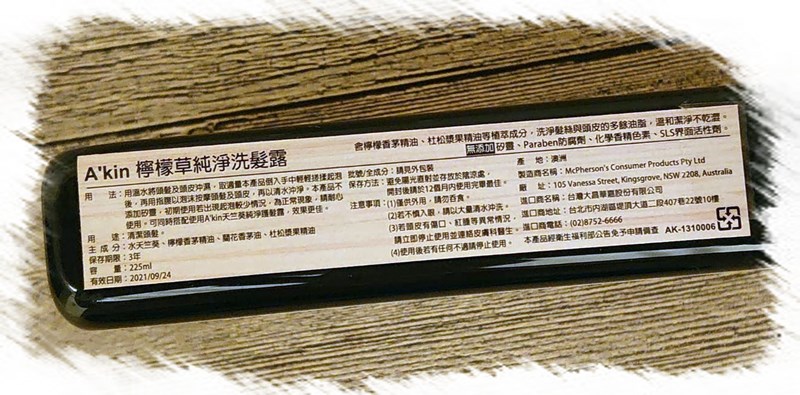 A'kin 檸檬草純淨洗髮露
含檸檬香茅精油、杜松漿果精油等植萃成分，洗淨髮絲與頭皮的多餘油脂，溫和潔淨不乾澀。
無添加矽靈、Paraben防腐劑、化學香精色素、SLS界面活性劑。
用　　法：用溫水將頭髮及頭皮沖濕，取適量本產品倒入手中輕輕搓揉起泡
後，再用指腹以泡沫按摩頭髮及頭皮，再以清水沖淨。本產品不
添加矽靈，初期使用若出現起泡較少情況，為正常現象，請耐心
使用。可同時搭配使用A'kin天竺葵純淨護髮露，效果更佳。
用　　途：清潔頭髮。
主 成 分：水天竺葵、檸檬香茅精油、蘭花香茅油、杜松漿果精油
保存期限：3年
容　　量：225ml
有效日期：2021/09/24
批號/全成分：請見外包裝
保存方法：避免陽光直射並存放於陰涼處，
開封後請於12個月內使用完畢最佳。
注意事項：(1)僅供外用，請勿吞食。
(2)若不慎入眼，請以大量清水沖洗。
(3)若頭皮有傷口、紅腫等異常情況，
請立即停止使用並連絡皮膚科醫生。
(4)使用後若有任何不適請停止使用。
產　　地：澳洲
製造商名稱：McPherson's Consumer Products Pty Ltd
廠　　址：105 Vanessa Street, Kingsgrove, NSW 2208, Australia
進口商名稱：台灣大昌華嘉股份有限公司
進口商地址：台北市內湖區堤頂大道二段407巷22號10樓
進口商電話：(02)8752-6666
本產品經衛生福利部公告免予申請備查　AK-1310006